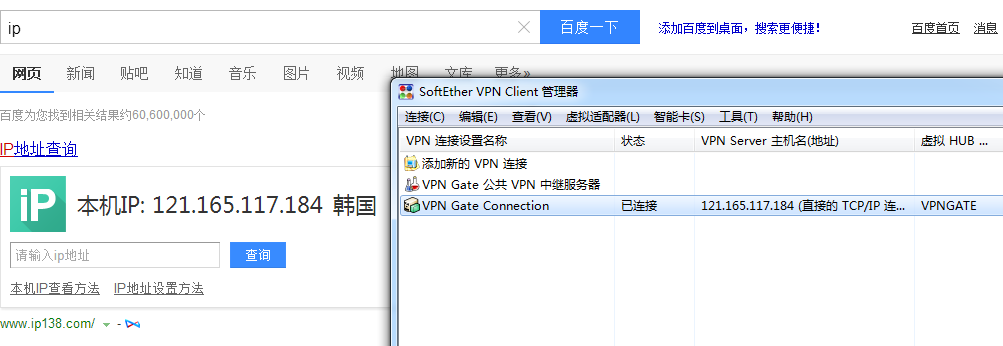 ip
百度一下
添加百度到桌面，搜索更便捷！
百度首页 消息
网页 新闻 贴吧 知道 音乐 图片 视频 地图 文库 更多»
百度为您找到相关结果约60,600,000个
IP地址查询
iP
本机IP: 121.165.117.184 韩国
请输入ip地址
查询
本机IP查看方法 IP地址设置方法
www.ip138.com/ -
SoftEther VPN Client 管理器
连接(C) 编辑(E) 查看(V) 虚拟适配器(L) 智能卡(S) 工具(T) 帮助(H)
VPN 连接设置名称 状态 VPN Server 主机名(地址) 虚拟 HUB ...
添加新的 VPN 连接
VPN Gate 公共 VPN 中继服务器
VPN Gate Connection 已连接 121.165.117.184 (直接的 TCP/IP 连... VPNGATE